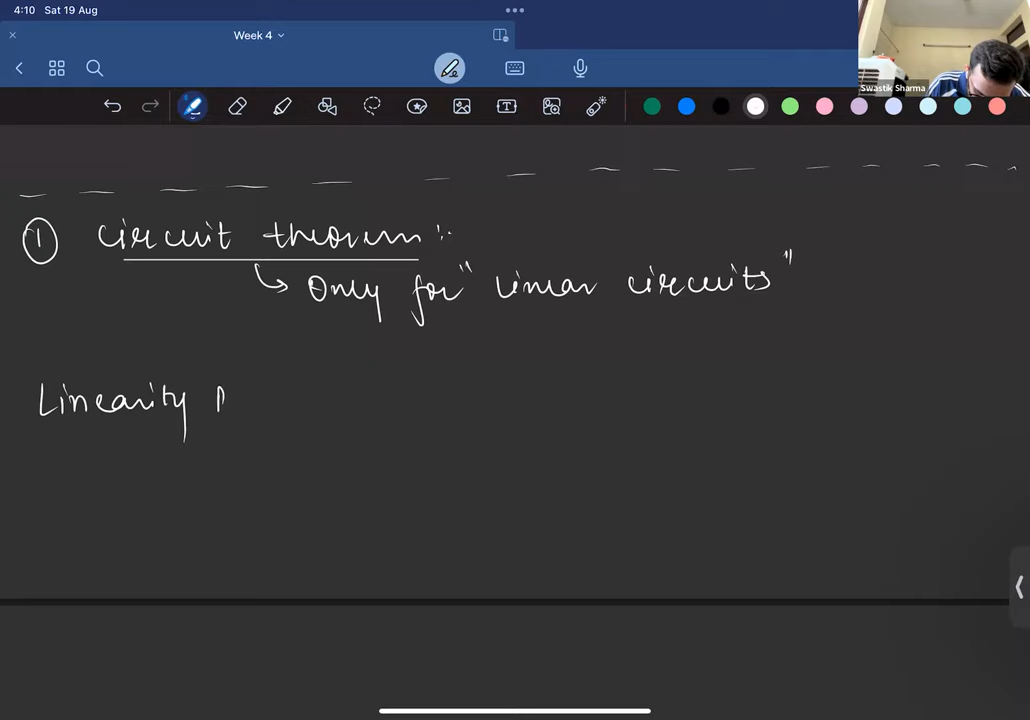 4:10 Sat 19 Aug
Week 4
Swastik Sharma
① Circuit theorem :-
↳ Only for "Linear circuits"
Linearity